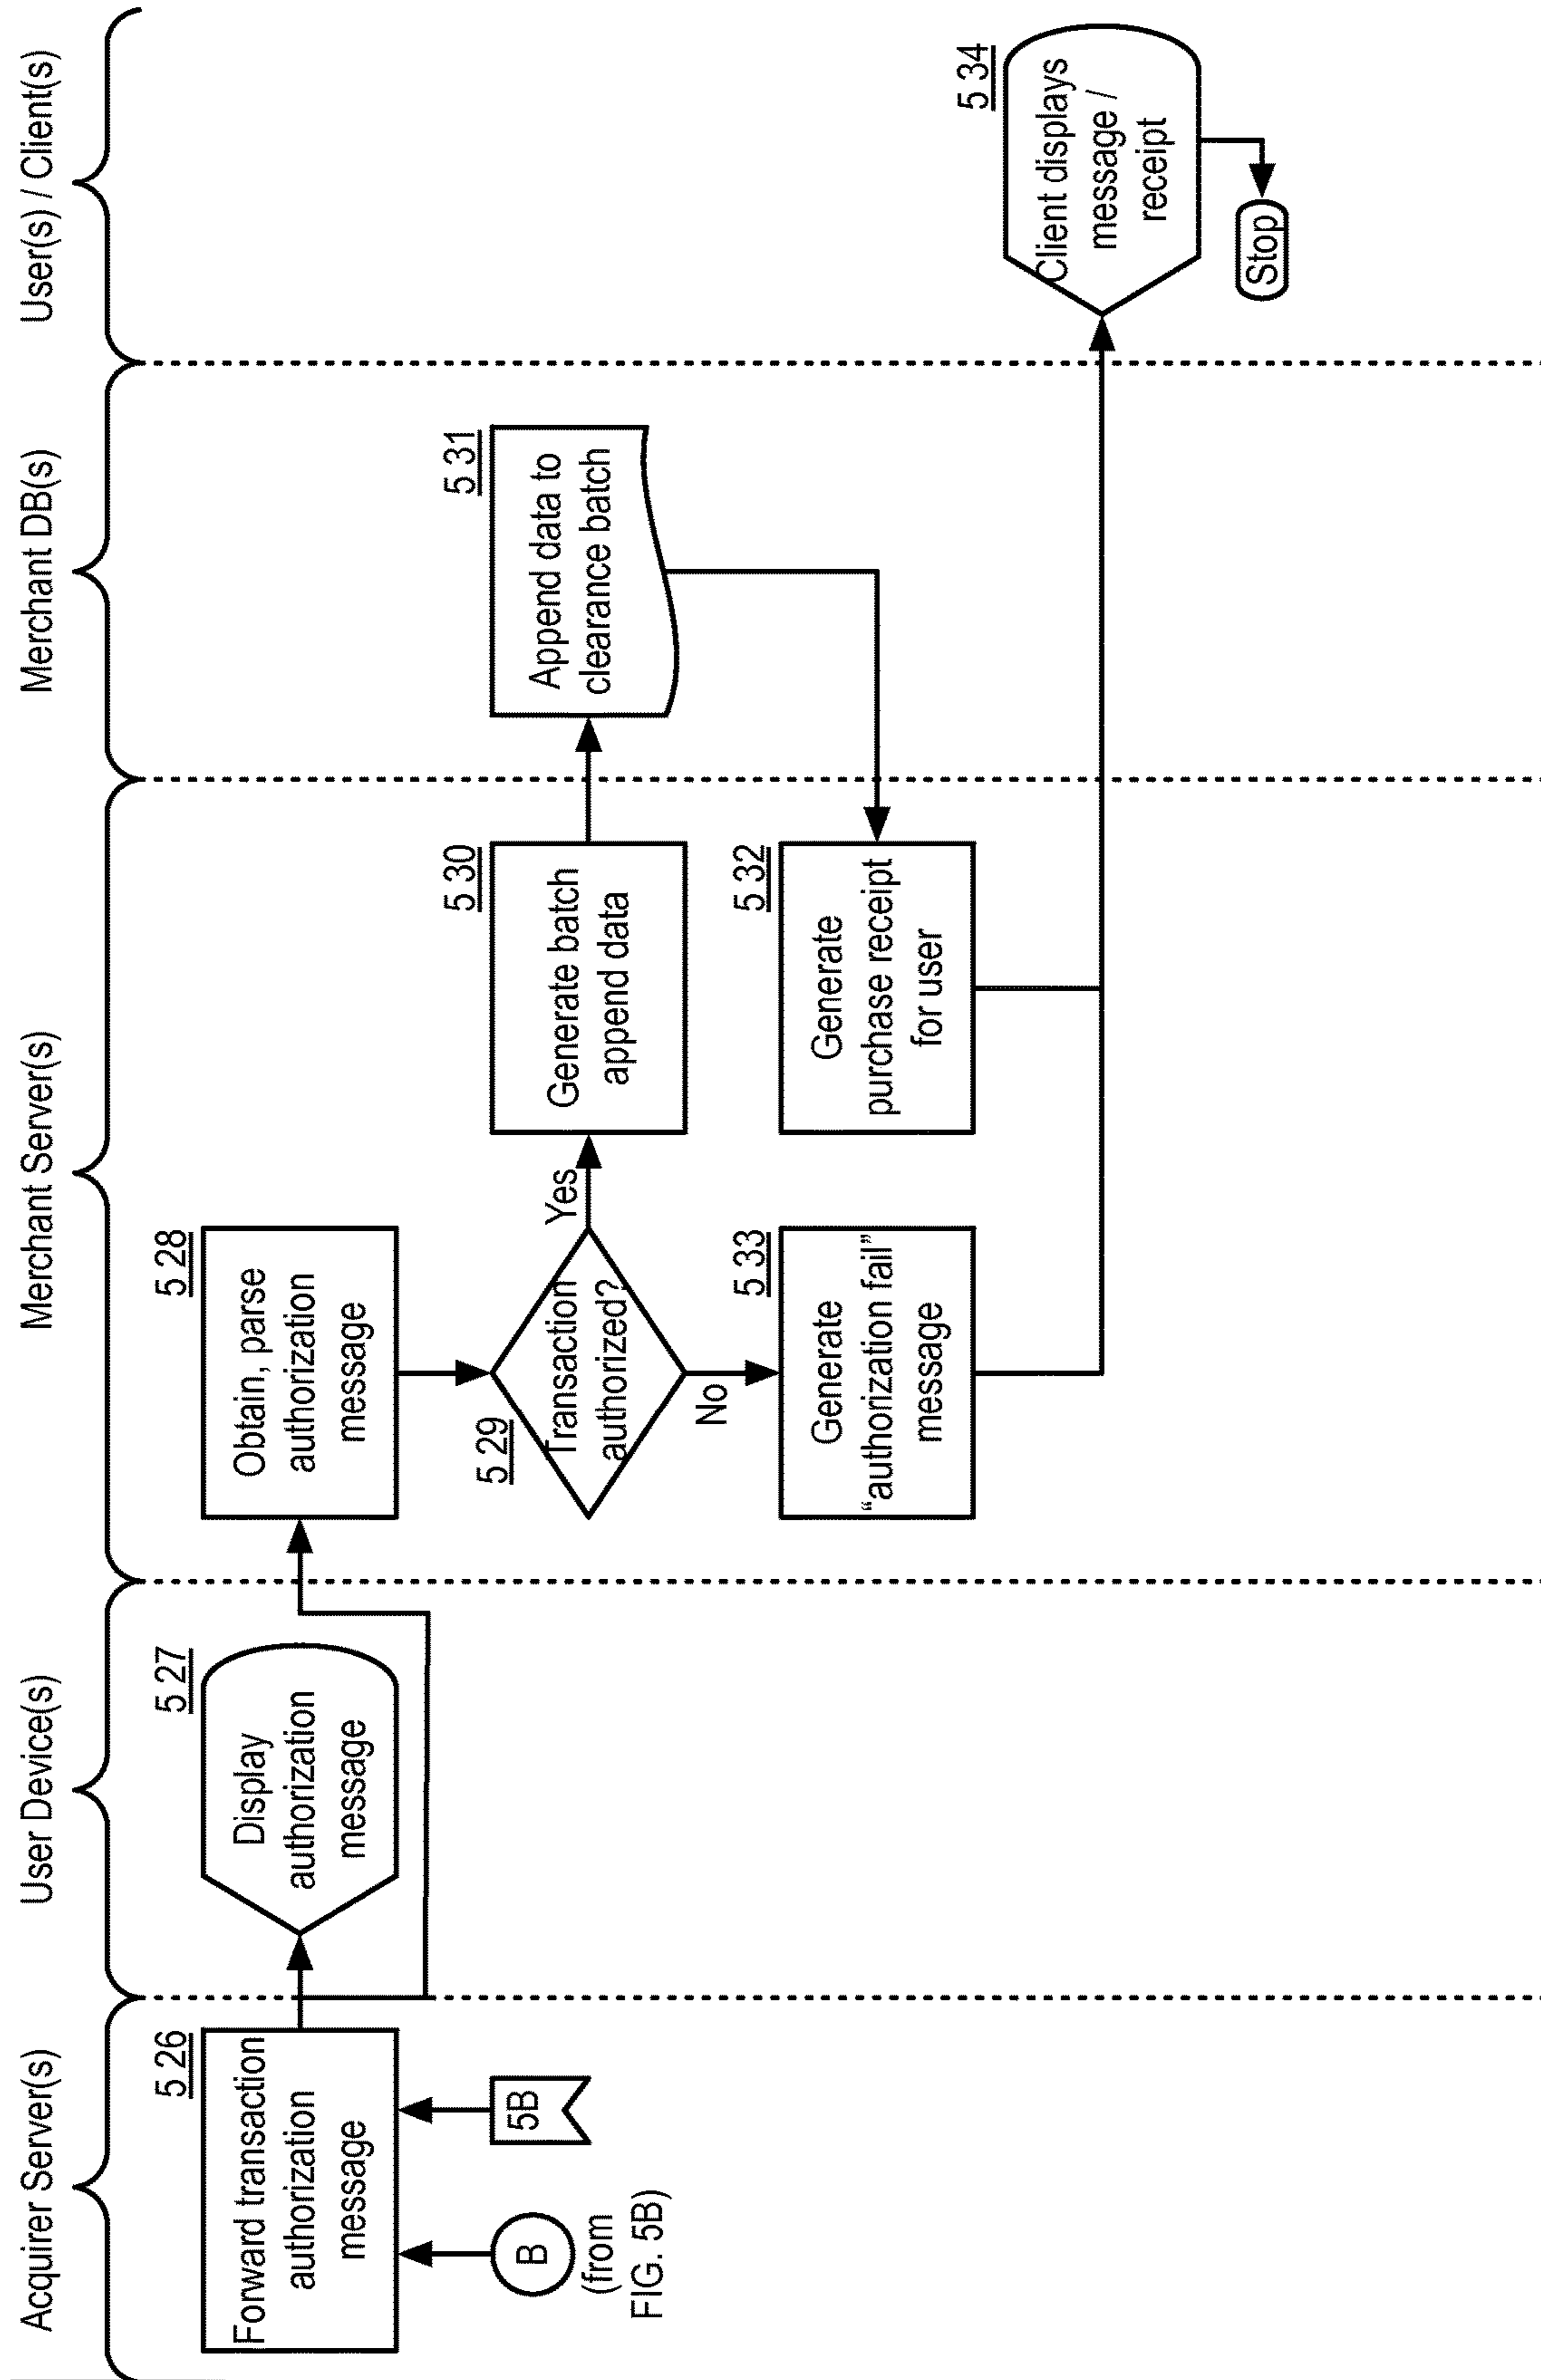 Acquirer Server(s)
User Device(s)
Merchant Server(s)
Merchant DB(s)
User(s) / Client(s)
5 26
Forward transaction
authorization
message
B
(from
FIG. 5B)
5B
5 27
Display
authorization
message
5 28
Obtain, parse
authorization
message
5 29
Transaction
authorized?
Yes
No
5 30
Generate batch
append data
5 31
Append data to
clearance batch
5 32
Generate
purchase receipt
for user
5 33
Generate
“authorization fail”
message
5 34
Client displays
message /
receipt
Stop